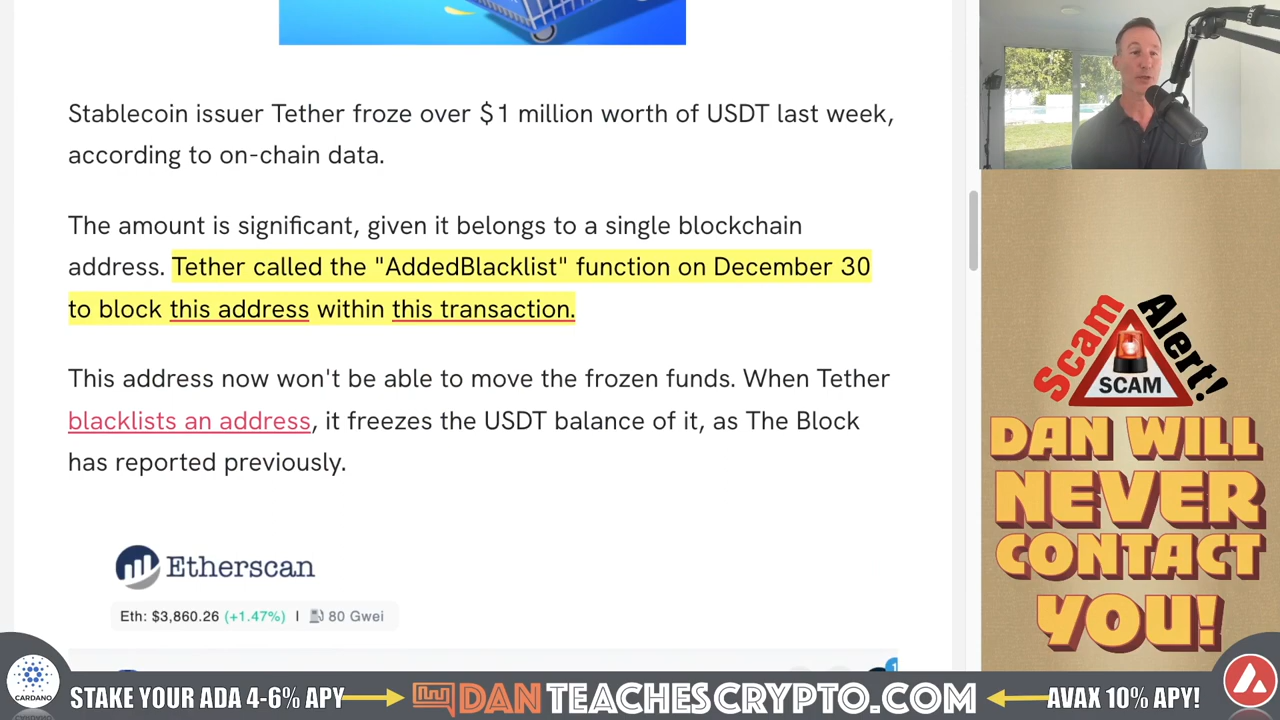 Stablecoin issuer Tether froze over $1 million worth of USDT last week,
according to on-chain data.
The amount is significant, given it belongs to a single blockchain
address. Tether called the "AddedBlacklist" function on December 30
to block this address within this transaction.
This address now won't be able to move the frozen funds. When Tether
blacklists an address, it freezes the USDT balance of it, as The Block
has reported previously.
Etherscan
Eth: $3,860.26 (+1.47%) | 80 Gwei
Scam Alert!
SCAM
DAN WILL
NEVER
CONTACT
YOU!
CARDANO
STAKE YOUR ADA 4-6% APY
DANTEACHESCRYPTO.COM
AVAX 10% APY!